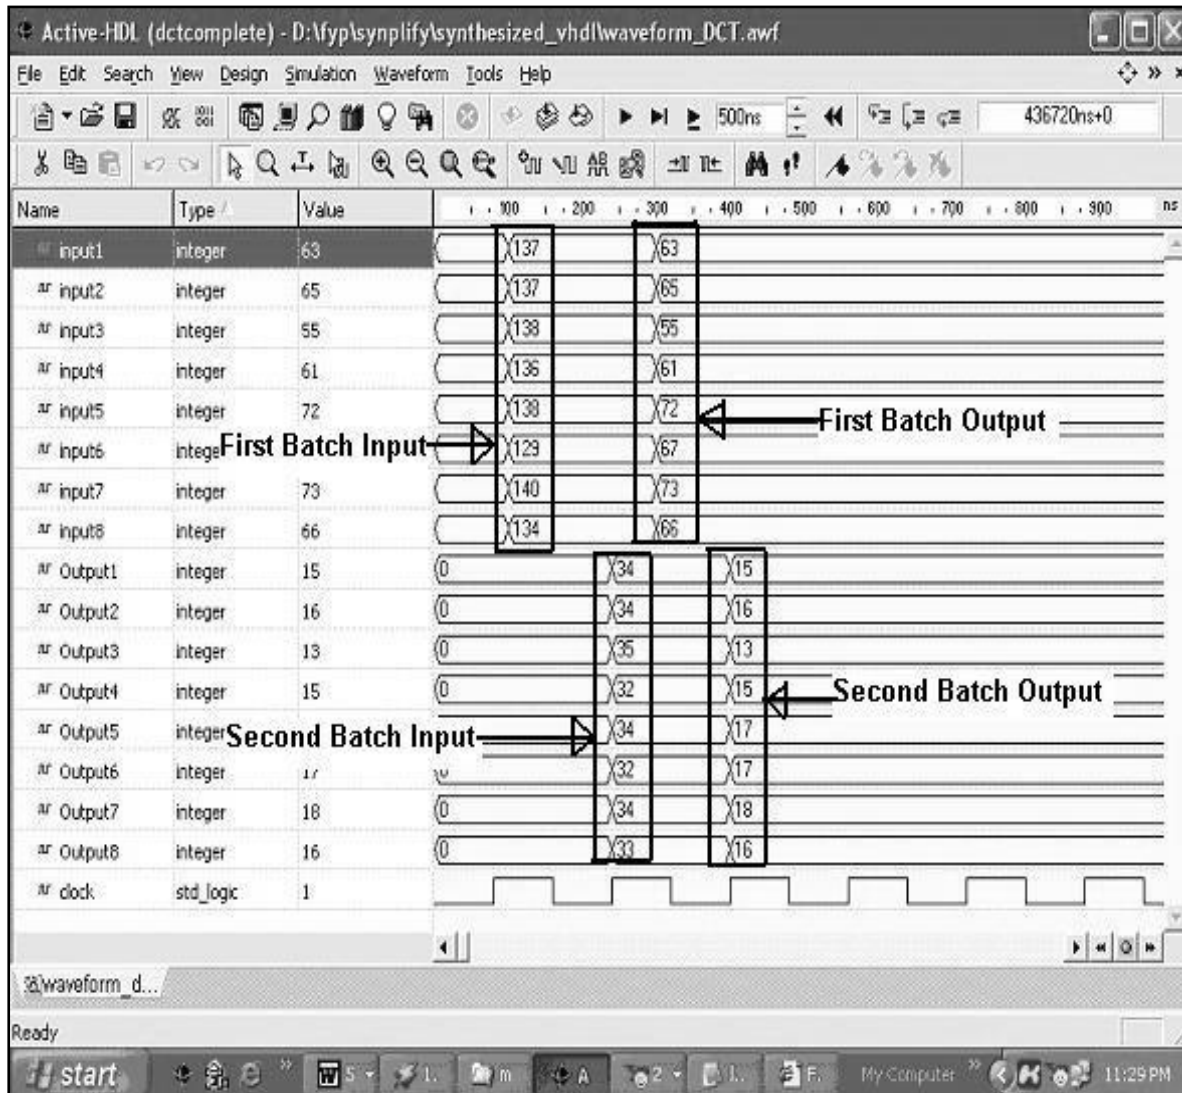 Active-HDL (dctcomplete) - D:\fyp\synplify\synthesized_vhdl\waveform_DCT.awf
File Edit Search View Design Simulation Waveform Tools Help
500ns 436720ns+0
Name Type Value 100 200 300 400 500 600 700 800 900 ns
input1 integer 63 137 63
input2 integer 65 137 65
input3 integer 55 138 55
input4 integer 61 136 61
input5 integer 72 138 72
First Batch Output
input6 129 67
First Batch Input
input7 integer 73 140 73
input8 integer 66 134 66
Output1 integer 15 0 34 15
Output2 integer 16 0 34 16
Output3 integer 13 0 35 13
Output4 integer 15 0 32 15
Second Batch Output
Output5 integer 34 17
Second Batch Input
Output6 integer 17 0 32 17
Output7 integer 18 0 34 18
Output8 integer 16 0 33 16
clock std_logic 1
waveform_d...
Ready
start 5 1. m A 2 F. My Computer 11:29 PM